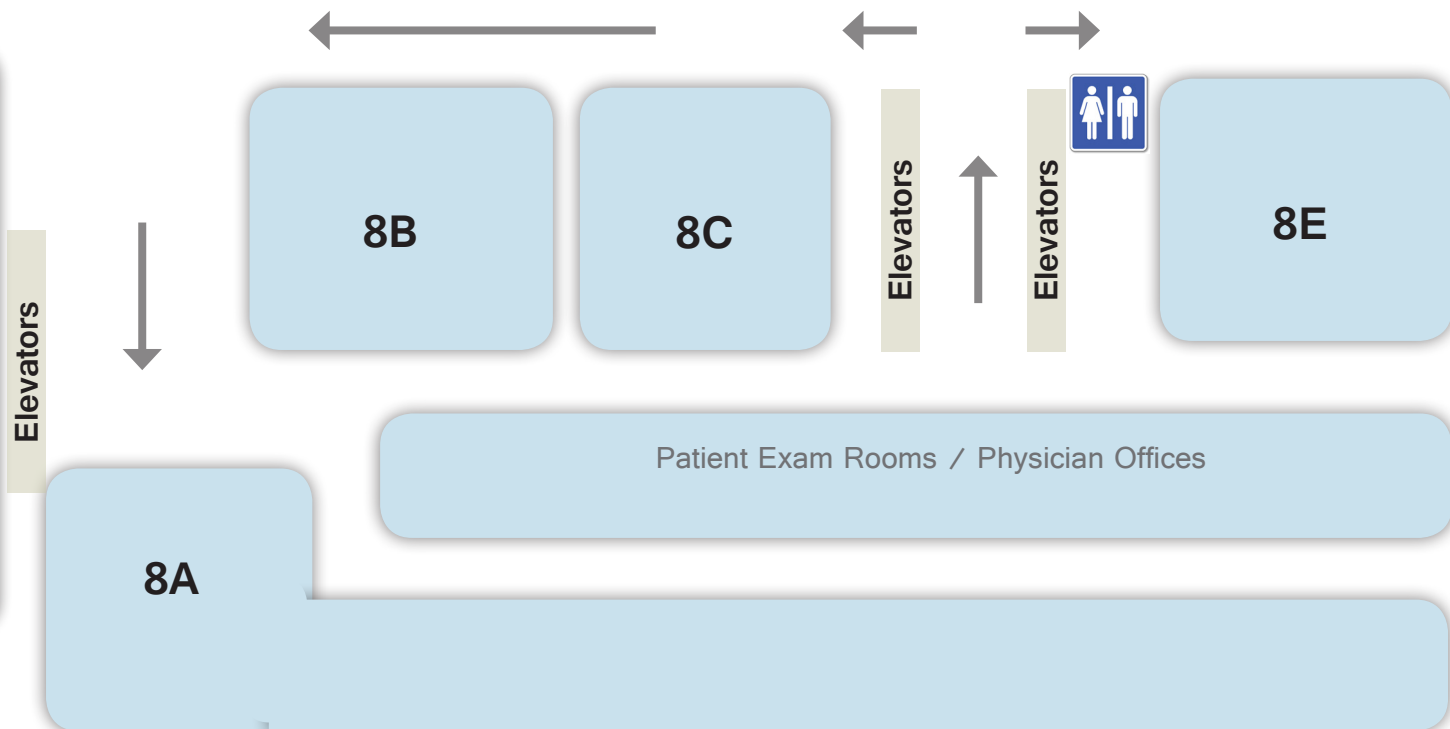 8B
8C
Elevators
Elevators
8E
Elevators
Patient Exam Rooms / Physician Offices
8A